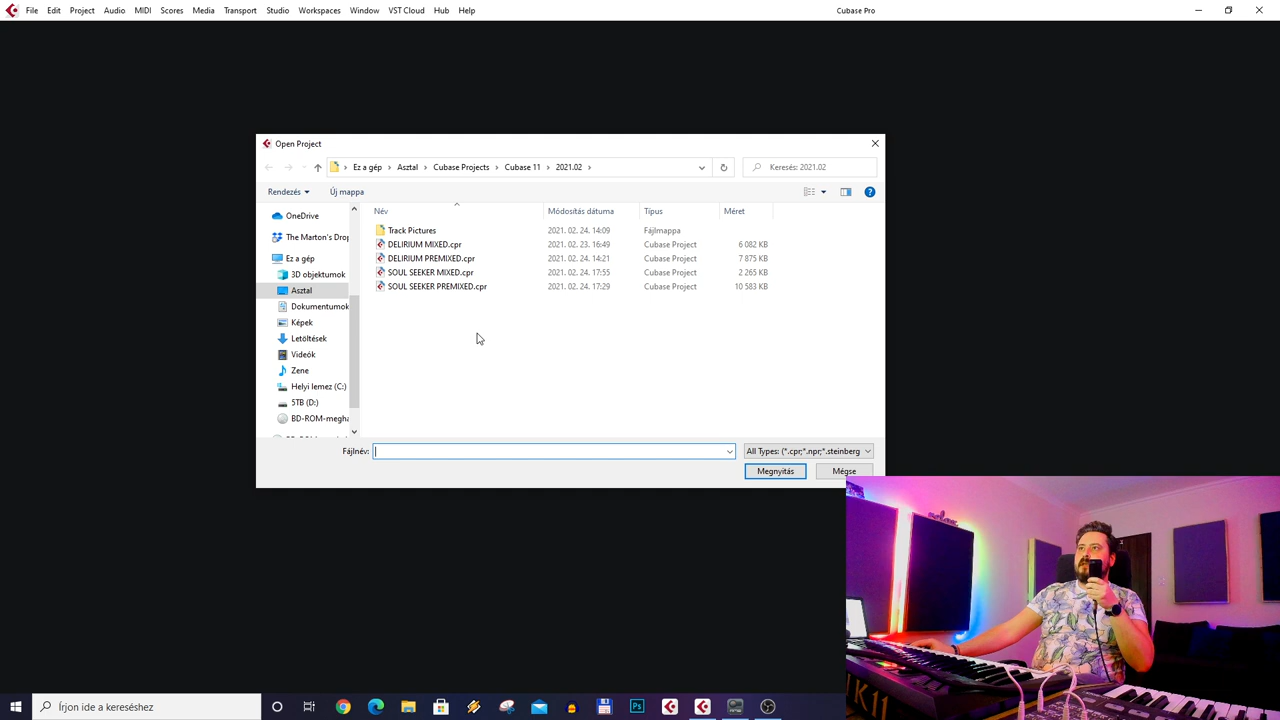 File Edit Project Audio MIDI Scores Media Transport Studio Workspaces Window VST Cloud Hub Help
Cubase Pro
Open Project
Ez a gép › Asztal › Cubase Projects › Cubase 11 › 2021.02 ›
Keresés: 2021.02
Rendezés
Új mappa
OneDrive
The Marton's Drop
Ez a gép
3D objektumok
Asztal
Dokumentumok
Képek
Letöltések
Videók
Zene
Helyi lemez (C:)
5TB (D:)
BD-ROM-megha
Név Módosítás dátuma Típus Méret
Track Pictures 2021. 02. 24. 14:09 Fájlmappa
DELIRIUM MIXED.cpr 2021. 02. 23. 16:49 Cubase Project 6 082 KB
DELIRIUM PREMIXED.cpr 2021. 02. 24. 14:21 Cubase Project 7 875 KB
SOUL SEEKER MIXED.cpr 2021. 02. 24. 17:55 Cubase Project 2 265 KB
SOUL SEEKER PREMIXED.cpr 2021. 02. 24. 17:29 Cubase Project 10 583 KB
Fájlnév:
All Types: (*.cpr;*.npr;*.steinberg
Megnyitás
Mégse
Írjon ide a kereséshez
Ps